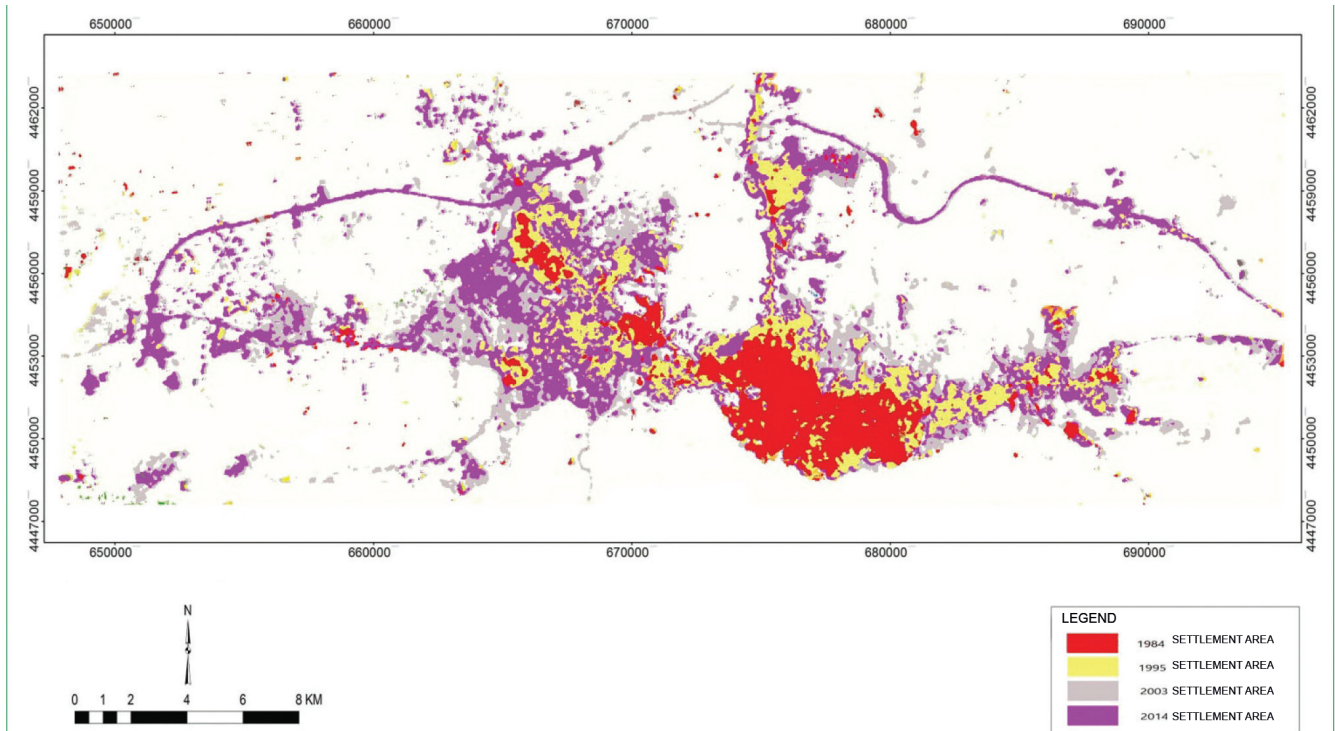 650000 660000 670000 680000 690000
4462000 4462000
4459000 4459000
4456000 4456000
4453000 4453000
4450000 4450000
4447000 4447000
650000 660000 670000 680000 690000
N
0 1 2 4 6 8 KM
LEGEND
1984 SETTLEMENT AREA
1995 SETTLEMENT AREA
2003 SETTLEMENT AREA
2014 SETTLEMENT AREA